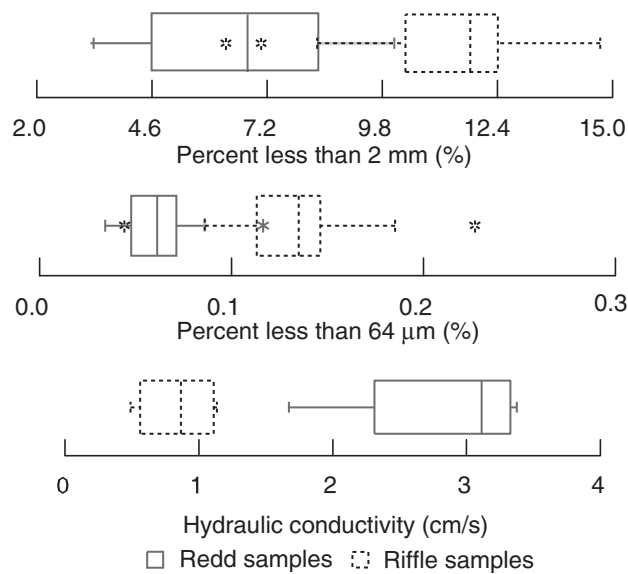 2.0 4.6 7.2 9.8 12.4 15.0
Percent less than 2 mm (%)
0.0 0.1 0.2 0.3
Percent less than 64 μm (%)
0 1 2 3 4
Hydraulic conductivity (cm/s)
Redd samples Riffle samples